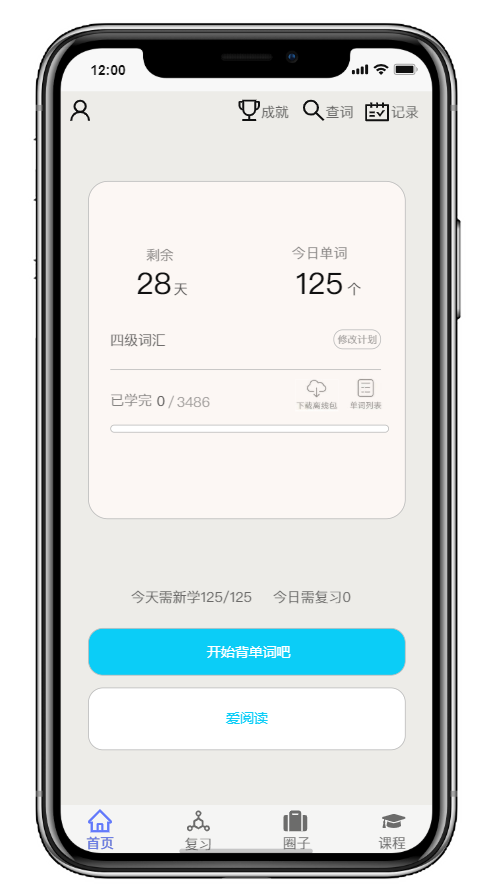 12:00
成就 查词 记录
剩余 今日单词
28天 125个
四级词汇 修改计划
已学完 0 / 3486 下载离线包 单词列表
今天需新学125/125 今日需复习0
开始背单词吧
爱阅读
首页 复习 圈子 课程